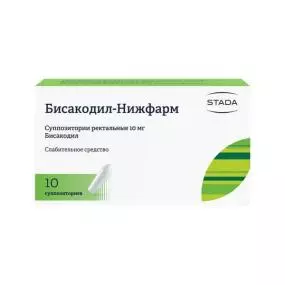 Бисакодил-Нижфарм
STADA
Суппозитории ректальные 10 мг
Бисакодил
Слабительное средство
10
суппозиториев